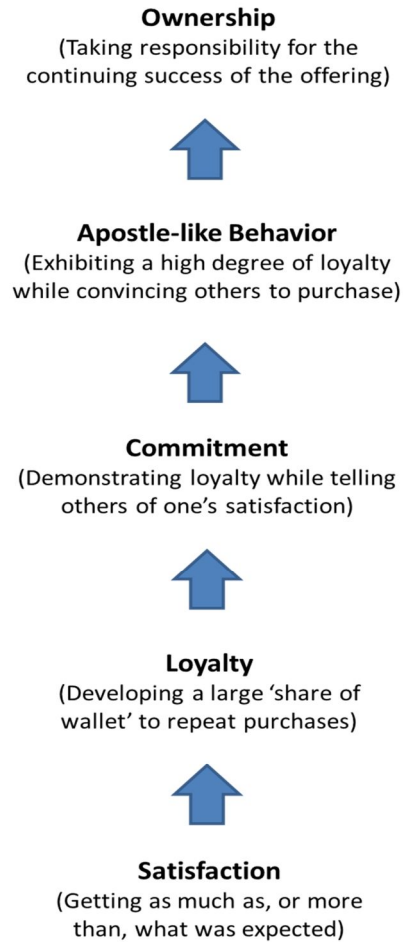 Ownership
(Taking responsibility for the
continuing success of the offering)
Apostle-like Behavior
(Exhibiting a high degree of loyalty
while convincing others to purchase)
Commitment
(Demonstrating loyalty while telling
others of one’s satisfaction)
Loyalty
(Developing a large ‘share of
wallet’ to repeat purchases)
Satisfaction
(Getting as much as, or more
than, what was expected)